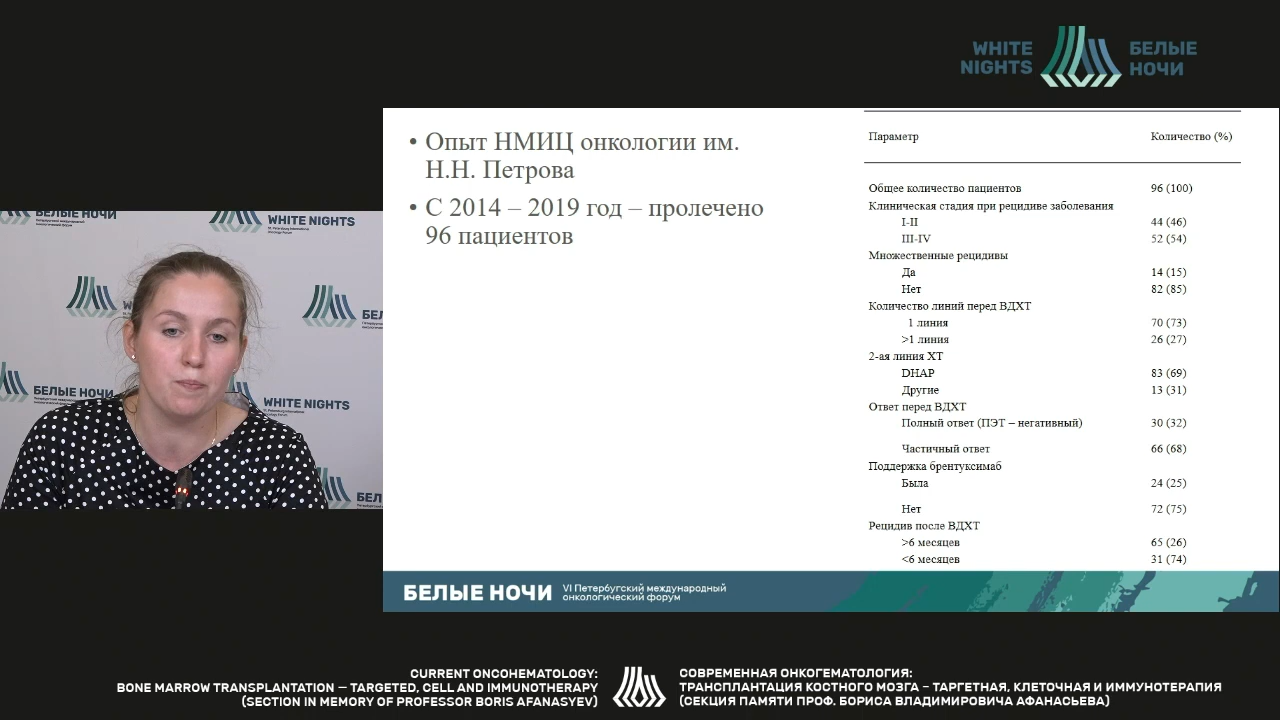 WHITE
NIGHTS
БЕЛЫЕ
НОЧИ
• Опыт НМИЦ онкологии им.
Н.Н. Петрова
• С 2014 – 2019 год – пролечено
96 пациентов
Параметр Количество (%)
Общее количество пациентов 96 (100)
Клиническая стадия при рецидиве заболевания
I-II 44 (46)
III-IV 52 (54)
Множественные рецидивы
Да 14 (15)
Нет 82 (85)
Количество линий перед ВДХТ
1 линия 70 (73)
>1 линия 26 (27)
2-ая линия ХТ
DHAP 83 (69)
Другие 13 (31)
Ответ перед ВДХТ
Полный ответ (ПЭТ – негативный) 30 (32)
Частичный ответ 66 (68)
Поддержка брентуксимаб
Была 24 (25)
Нет 72 (75)
Рецидив после ВДХТ
>6 месяцев 65 (26)
<6 месяцев 31 (74)
БЕЛЫЕ НОЧИ
VI Петербургский международный
онкологический форум
БЕЛЫЕ НОЧИ
WHITE NIGHTS
БЕЛЫЕ НОЧИ
WHITE NIGHTS
CURRENT ONCOHEMATOLOGY:
BONE MARROW TRANSPLANTATION — TARGETED, CELL AND IMMUNOTHERAPY
(SECTION IN MEMORY OF PROFESSOR BORIS AFANASYEV)
СОВРЕМЕННАЯ ОНКОГЕМАТОЛОГИЯ:
ТРАНСПЛАНТАЦИЯ КОСТНОГО МОЗГА – ТАРГЕТНАЯ, КЛЕТОЧНАЯ И ИММУНОТЕРАПИЯ
(СЕКЦИЯ ПАМЯТИ ПРОФ. БОРИСА ВЛАДИМИРОВИЧА АФАНАСЬЕВА)